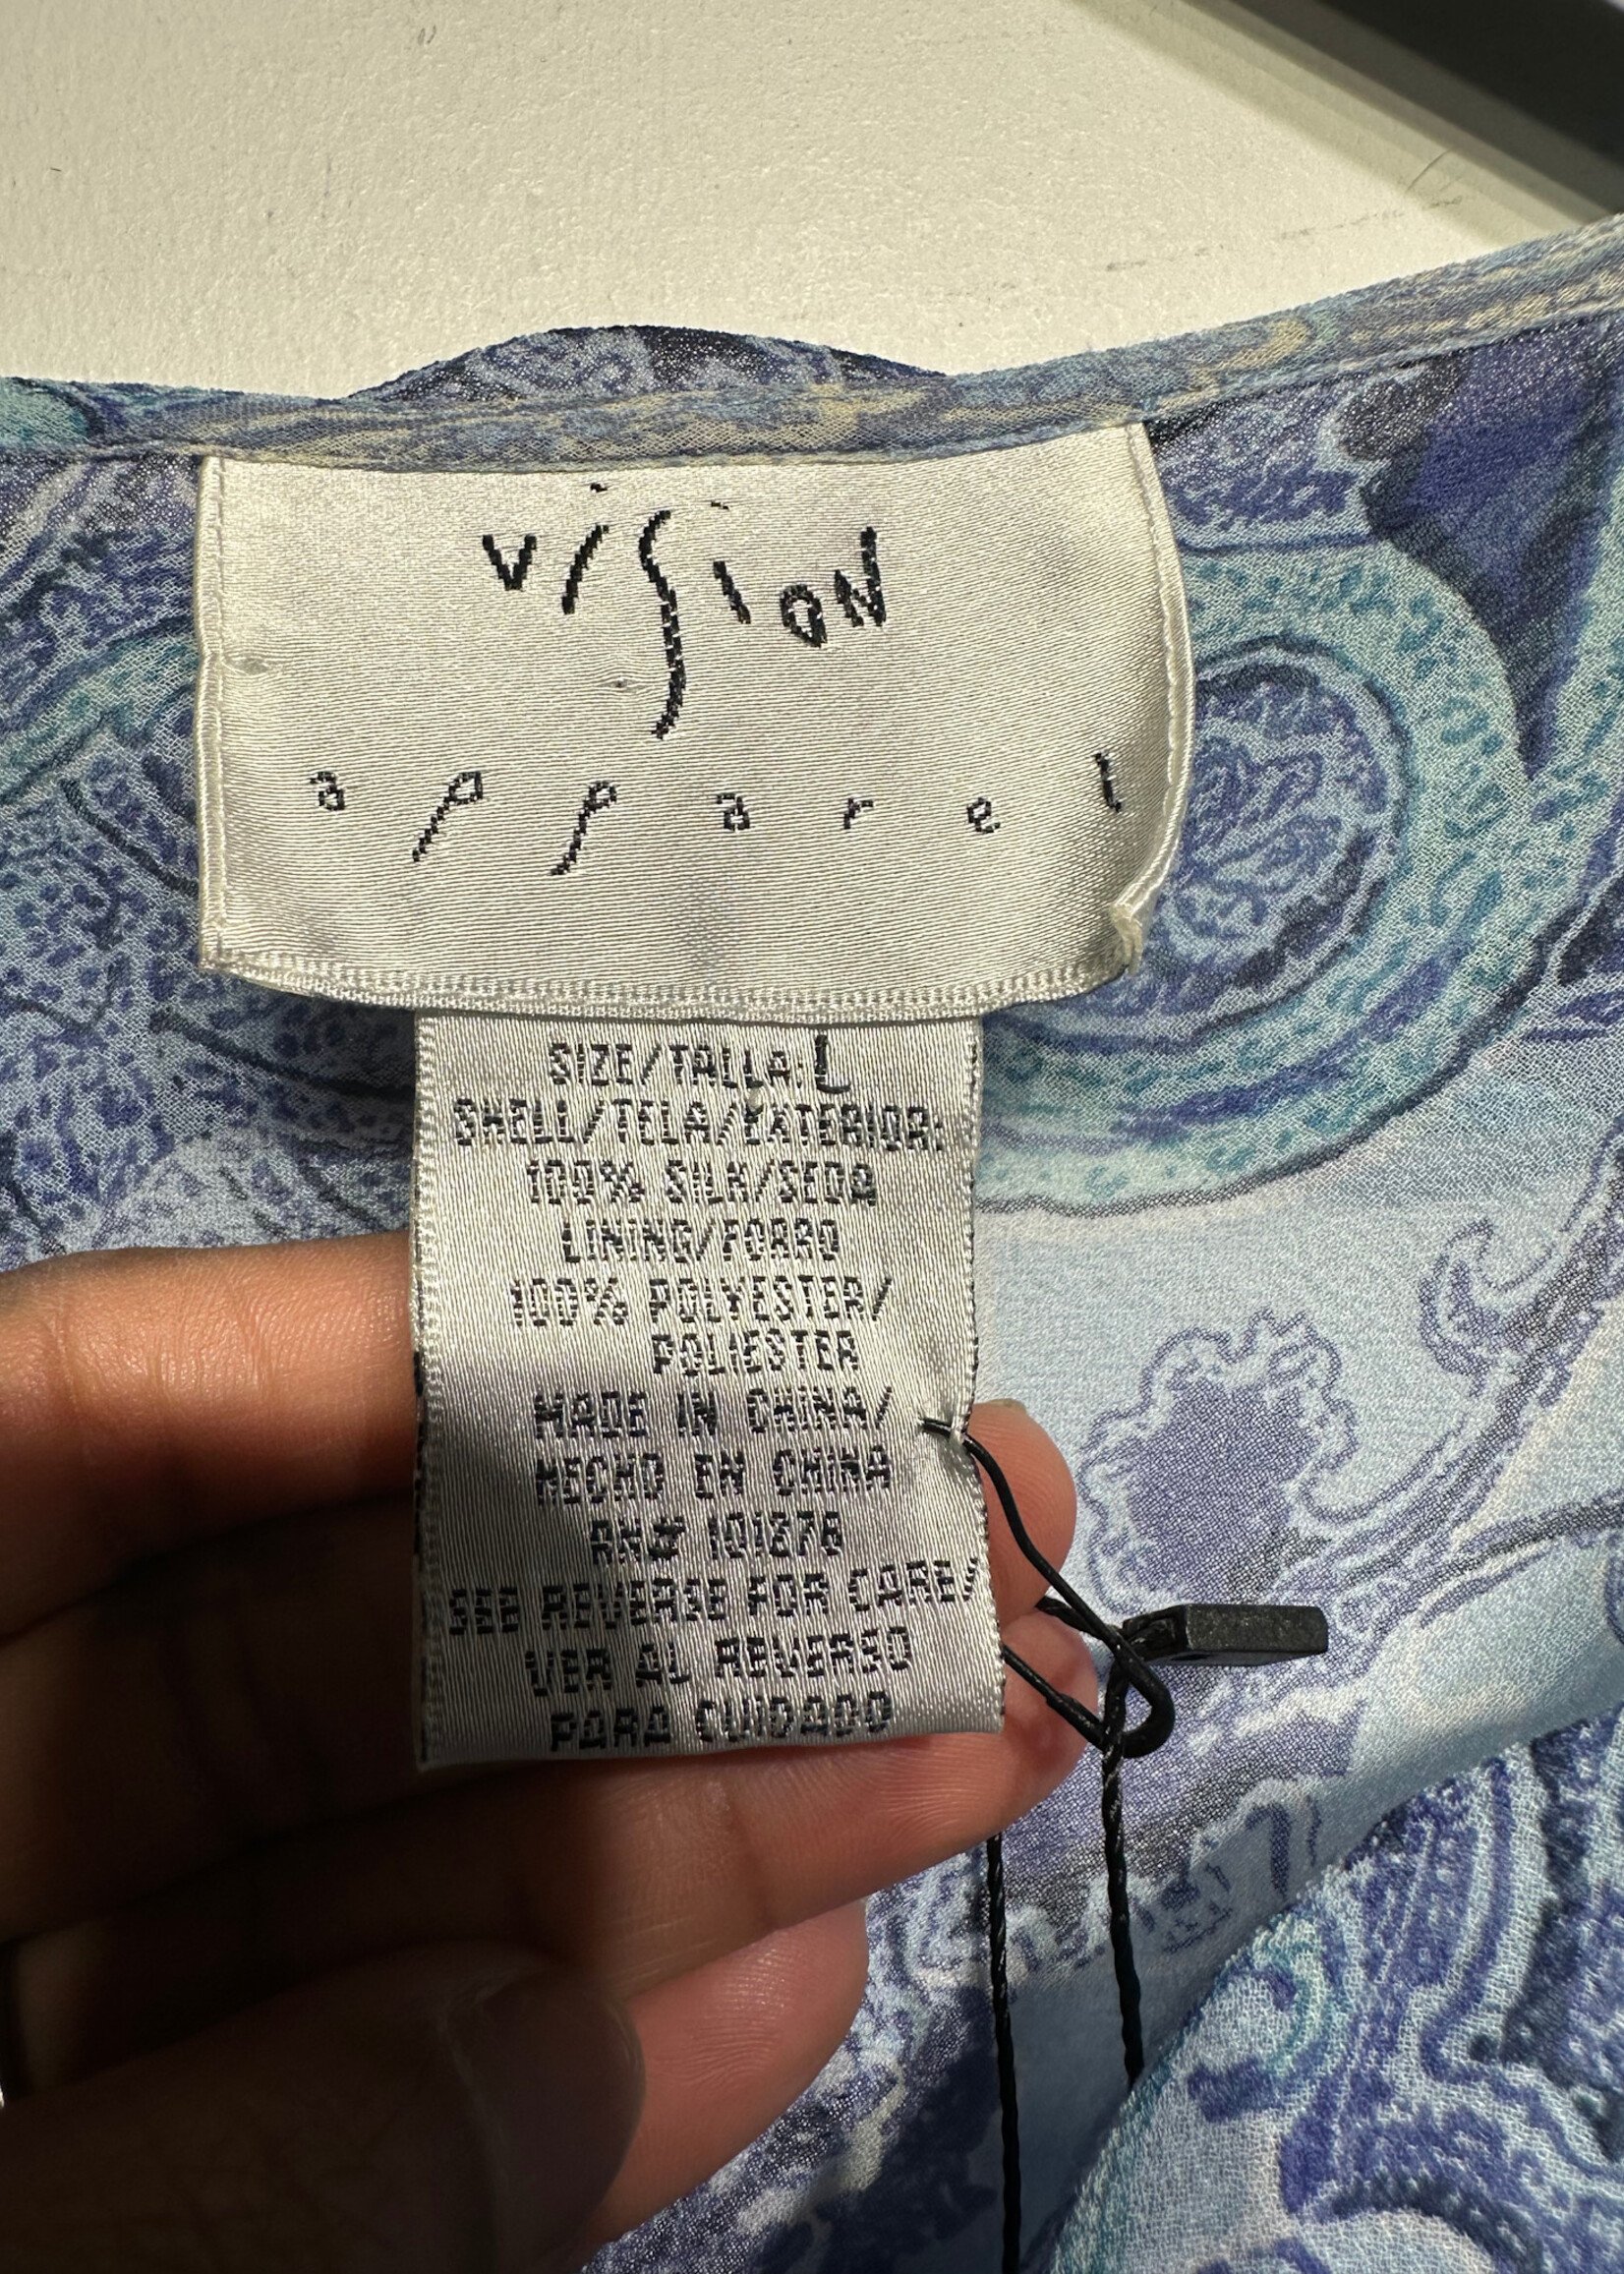 vision
apparel
SIZE/TALLA: L
SHELL/TELA/EXTERIOR:
100% SILK/SEDA
LINING/FORRO
100% POLYESTER/
POLIESTER
MADE IN CHINA/
HECHO EN CHINA
RN# 101276
SEE REVERSE FOR CARE/
VER AL REVERSO
PARA CUIDADO